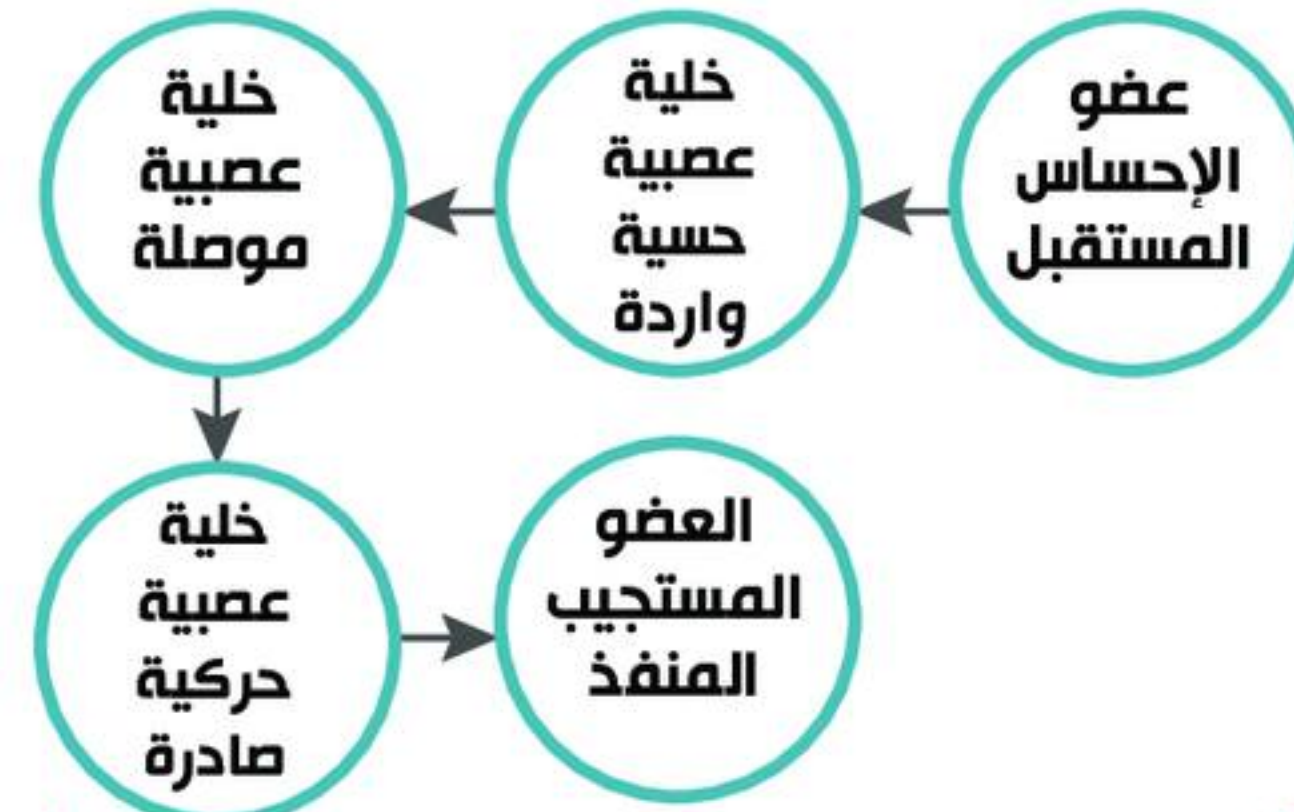 عضو
الإحساس
المستقبل
خلية
عصبية
حسية
واردة
خلية
عصبية
موصلة
خلية
عصبية
حركية
صادرة
العضو
المستجيب
المنفذ